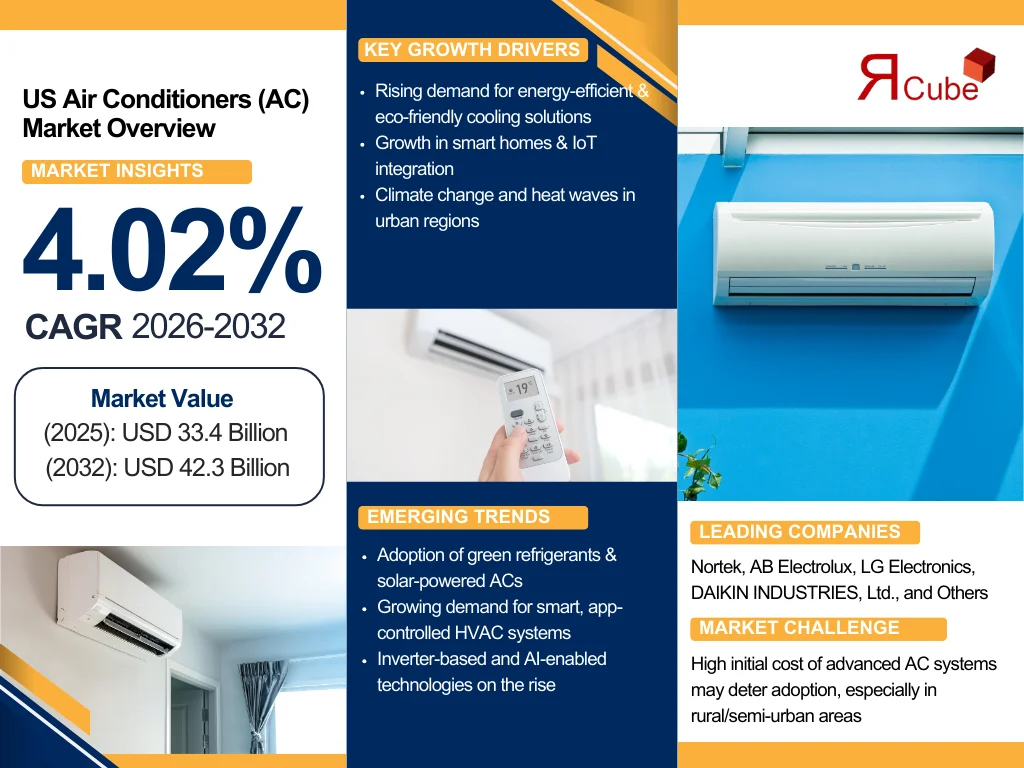 US Air Conditioners (AC)
Market Overview
MARKET INSIGHTS
4.02%
CAGR 2026-2032
Market Value
(2025): USD 33.4 Billion
(2032): USD 42.3 Billion
KEY GROWTH DRIVERS
• Rising demand for energy-efficient &
eco-friendly cooling solutions
• Growth in smart homes & IoT
integration
• Climate change and heat waves in
urban regions
19°
EMERGING TRENDS
• Adoption of green refrigerants &
solar-powered ACs
• Growing demand for smart, app-
controlled HVAC systems
• Inverter-based and AI-enabled
technologies on the rise
ЯCube
LEADING COMPANIES
Nortek, AB Electrolux, LG Electronics,
DAIKIN INDUSTRIES, Ltd., and Others
MARKET CHALLENGE
High initial cost of advanced AC systems
may deter adoption, especially in
rural/semi-urban areas